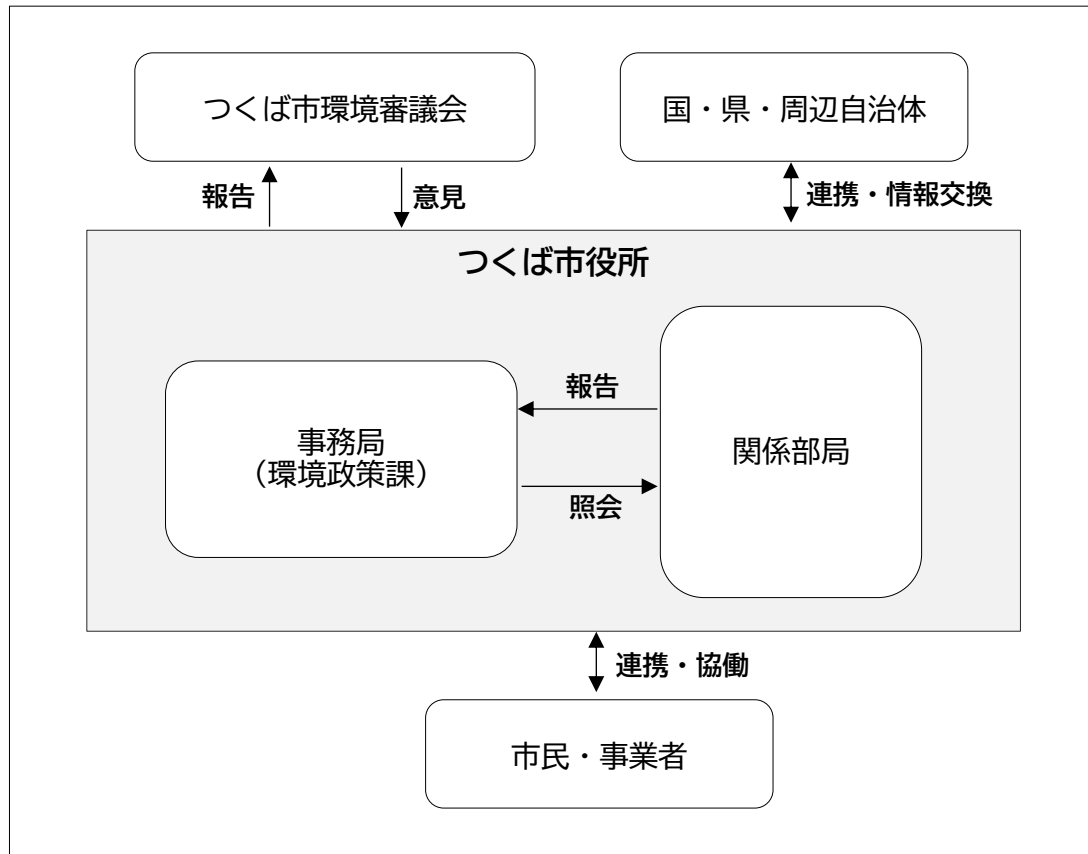 つくば市環境審議会
国・県・周辺自治体
報告
意見
連携・情報交換
つくば市役所
事務局
（環境政策課）
報告
照会
関係部局
連携・協働
市民・事業者